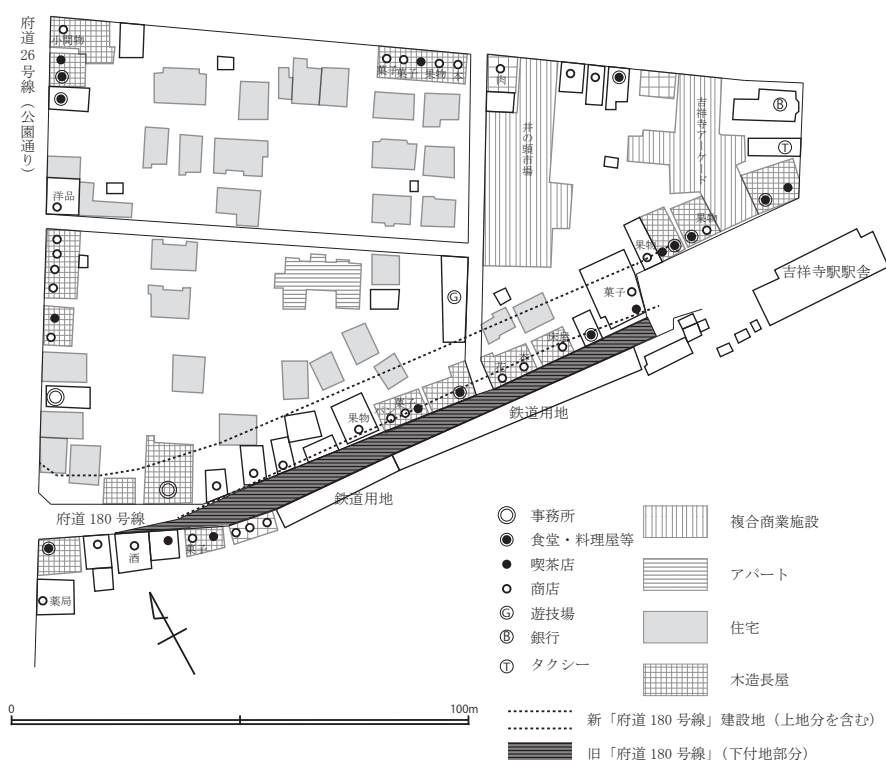 府道26号線（公園通り）
小間物
菓子
菓子
果物
本
肉
井の頭市場
吉祥寺アーケード
B
T
洋品
果物
果物
吉祥寺駅駅舎
菓子
G
菓子
果物
鉄道用地
鉄道用地
府道180号線
菓子
酒
薬局
事務所
食堂・料理屋等
喫茶店
商店
G 遊技場
B 銀行
T タクシー
複合商業施設
アパート
住宅
木造長屋
0 100m
新「府道180号線」建設地（上地分を含む）
旧「府道180号線」（下付地部分）